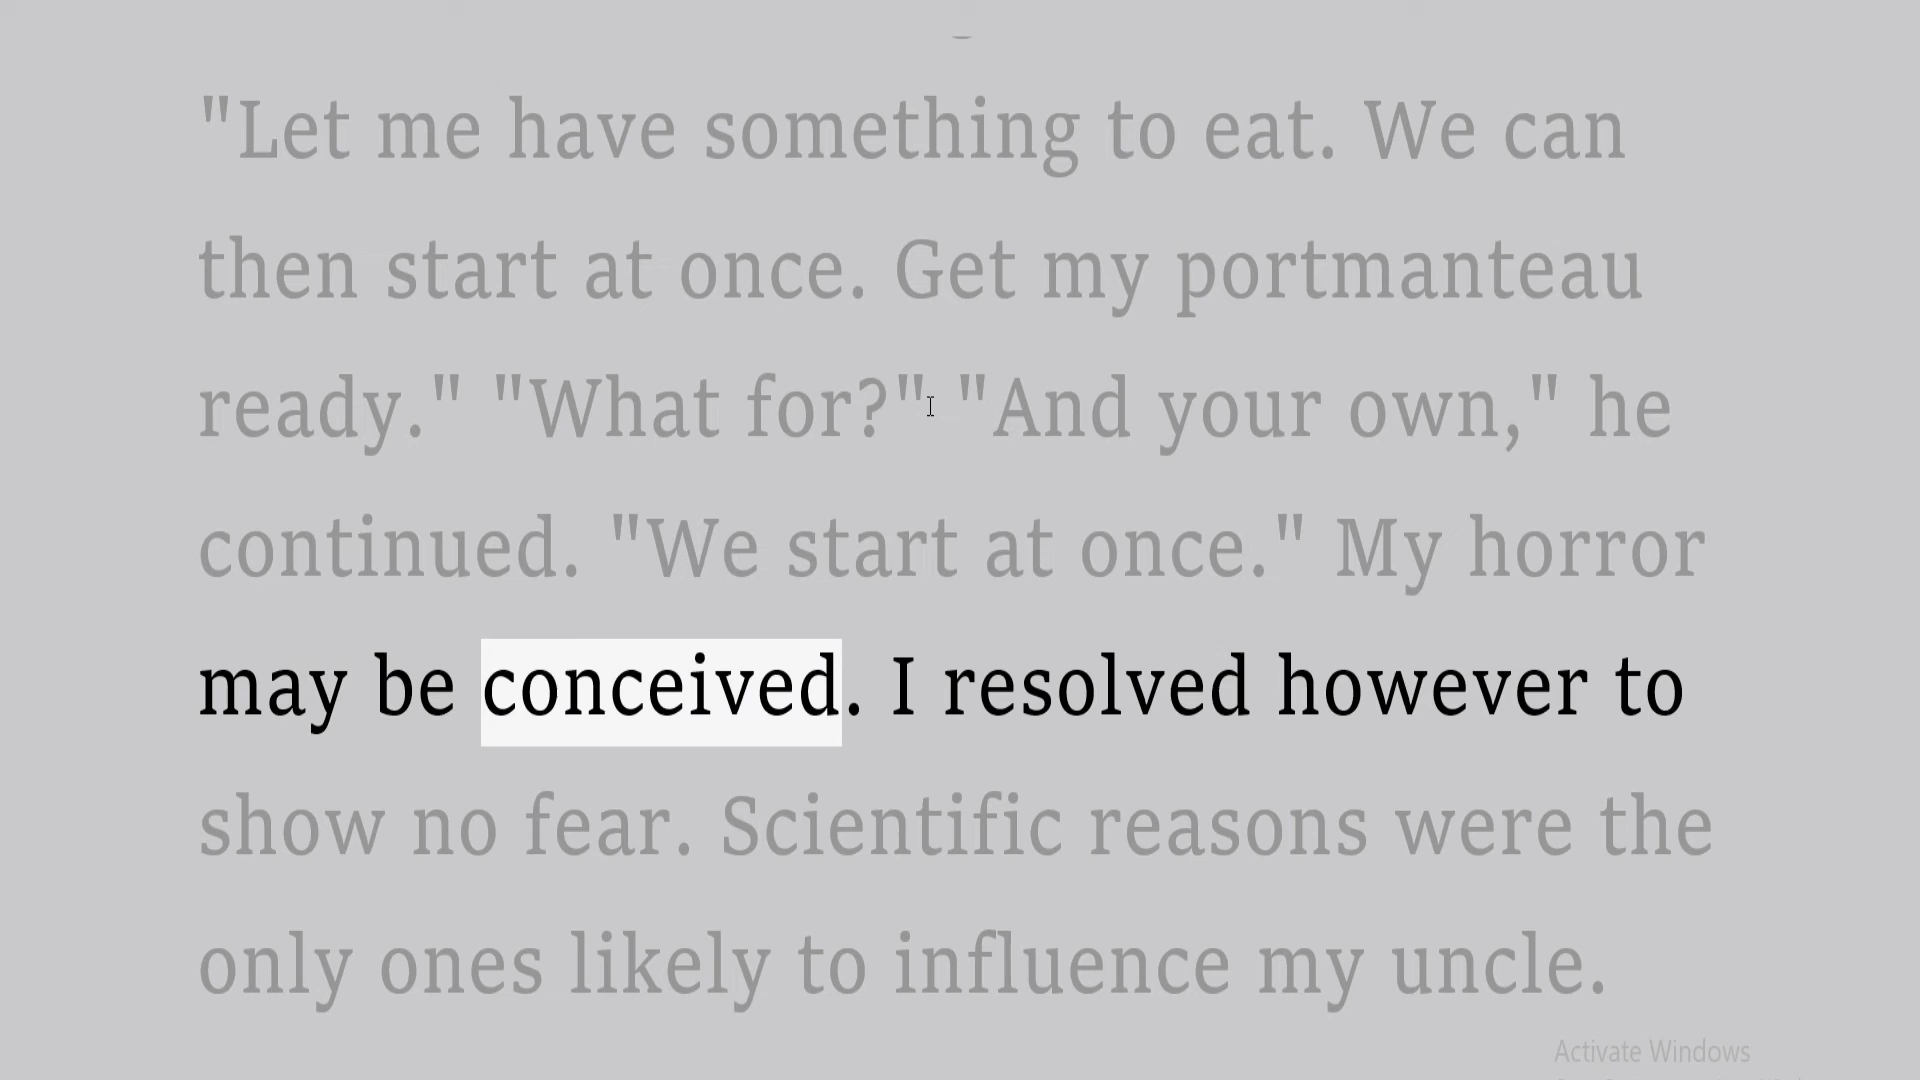 "Let me have something to eat. We can
then start at once. Get my portmanteau
ready." "What for?" "And your own," he
continued. "We start at once." My horror
may be conceived. I resolved however to
show no fear. Scientific reasons were the
only ones likely to influence my uncle.
Activate Windows